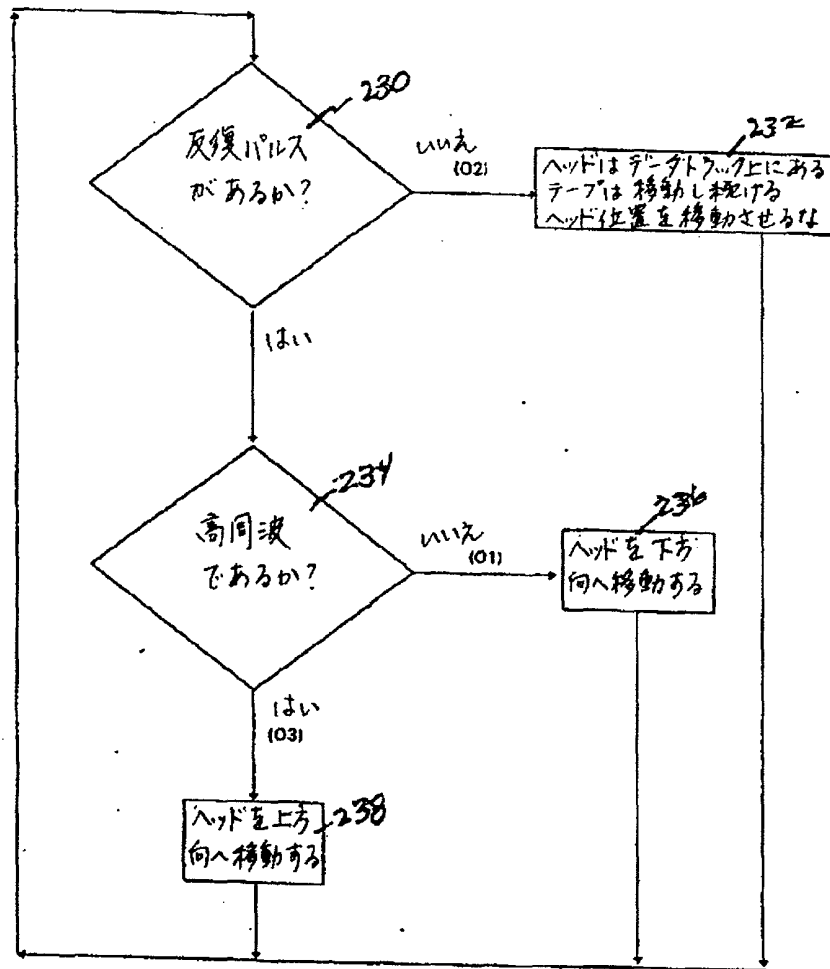 230
反復パルス
があるか?
いいえ
(02)
232
ヘッドはデータトラック上にある
テープは移動し続ける
ヘッド位置を移動させるな
はい
234
高周波
であるか?
いいえ
(01)
236
ヘッドを下方
向へ移動する
はい
(03)
ヘッドを上方
向へ移動する
238